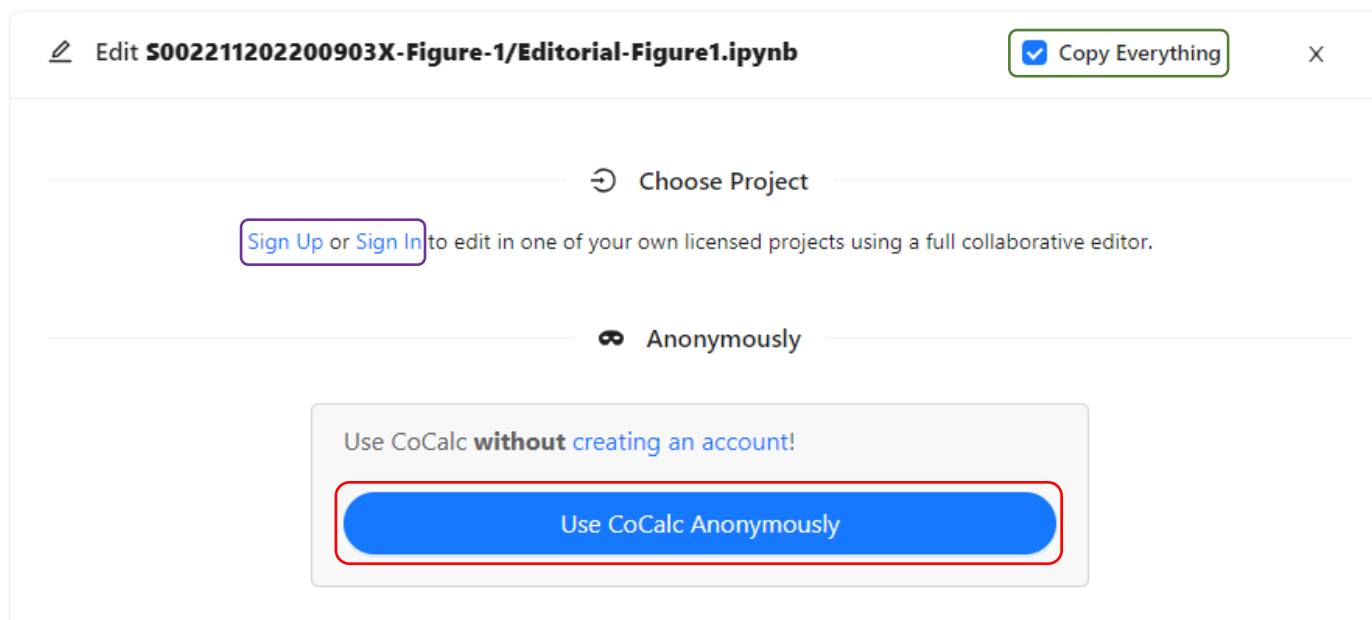 Edit S002211202200903X-Figure-1/Editorial-Figure1.ipynb Copy Everything X
Choose Project
Sign Up or Sign In to edit in one of your own licensed projects using a full collaborative editor.
Anonymously
Use CoCalc without creating an account!
Use CoCalc Anonymously